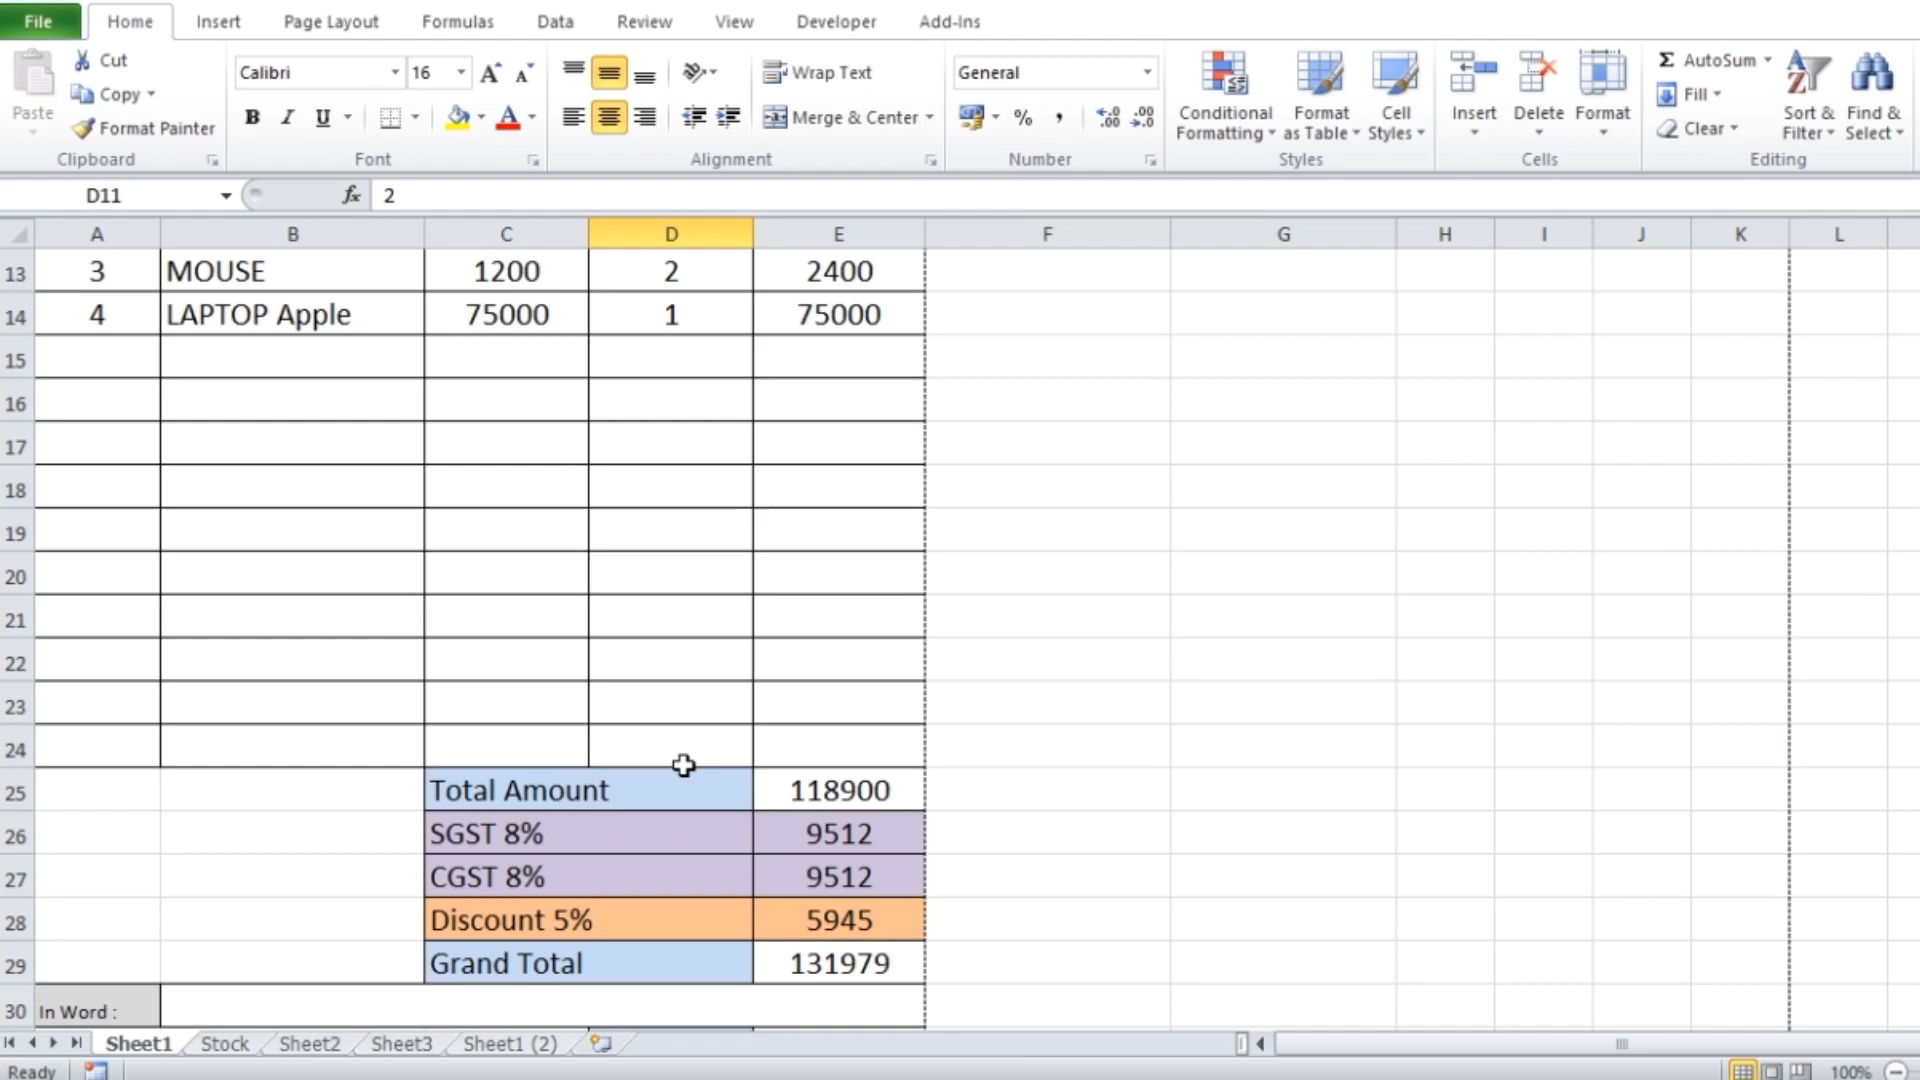 File Home Insert Page Layout Formulas Data Review View Developer Add-Ins
Paste Cut Copy Format Painter Clipboard
Calibri 16 A A B I U A Font
Wrap Text Merge & Center Alignment
General % , .00 .00 Number
Conditional Formatting Format as Table Cell Styles Styles
Insert Delete Format Cells
Σ AutoSum Fill Clear Sort & Filter Find & Select Editing
D11 fx 2
A B C D E F G H I J K L
13 3 MOUSE 1200 2 2400
14 4 LAPTOP Apple 75000 1 75000
15
16
17
18
19
20
21
22
23
24
25 Total Amount 118900
26 SGST 8% 9512
27 CGST 8% 9512
28 Discount 5% 5945
29 Grand Total 131979
30 In Word :
Sheet1 Stock Sheet2 Sheet3 Sheet1 (2)
Ready 100%